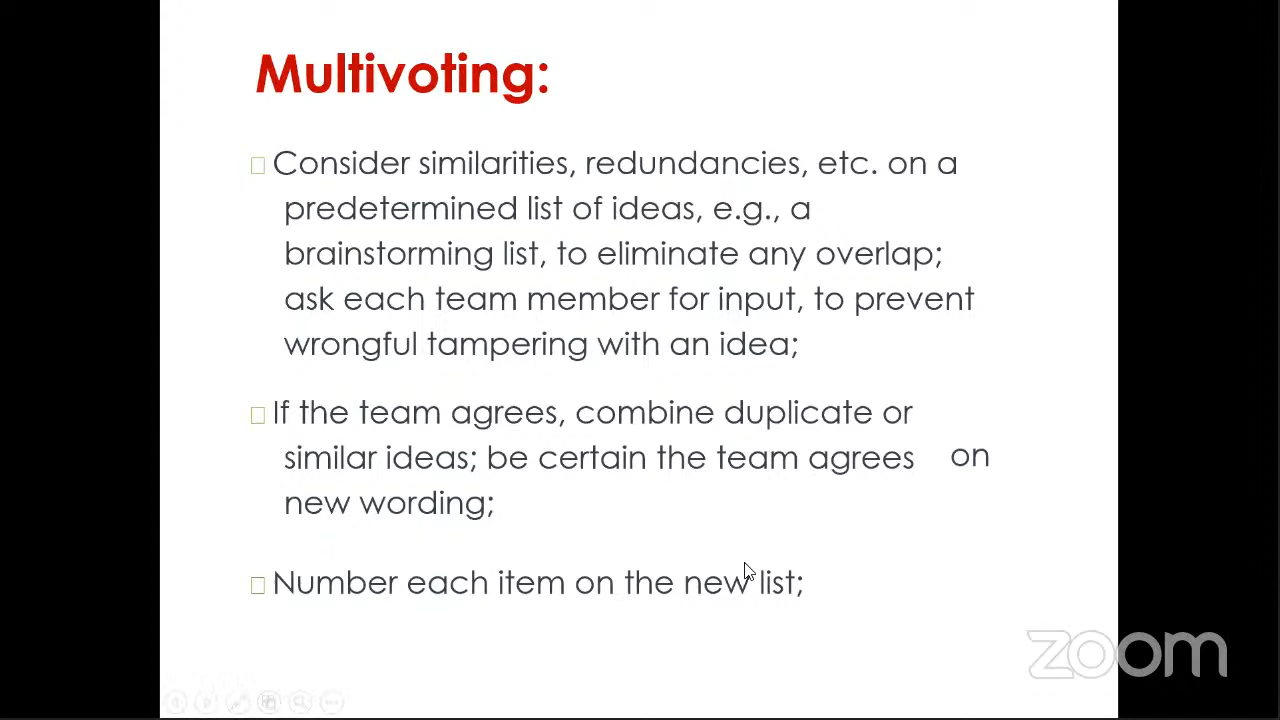 Multivoting:
Consider similarities, redundancies, etc. on a
predetermined list of ideas, e.g., a
brainstorming list, to eliminate any overlap;
ask each team member for input, to prevent
wrongful tampering with an idea;
If the team agrees, combine duplicate or
similar ideas; be certain the team agrees on
new wording;
Number each item on the new list;
zoom